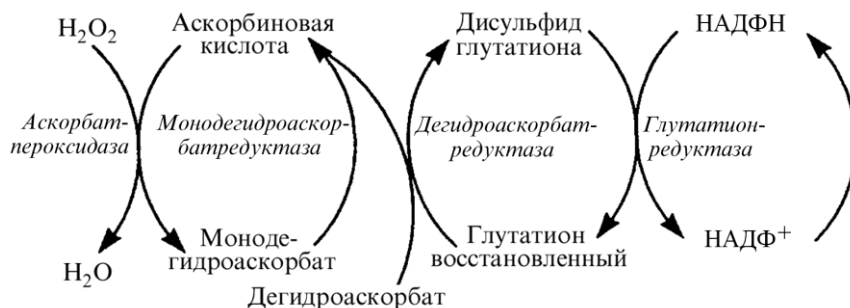 H₂O₂
Аскорбиновая
кислота
Дисульфид
глутатиона
НАДФН
Аскорбат-
пероксидаза
Монодегидроаскор-
батредуктаза
Дегидроаскорбат-
редуктаза
Глутатион-
редуктаза
H₂O
Моноде-
гидроаскорбат
Дегидроаскорбат
Глутатион
восстановленный
НАДФ⁺